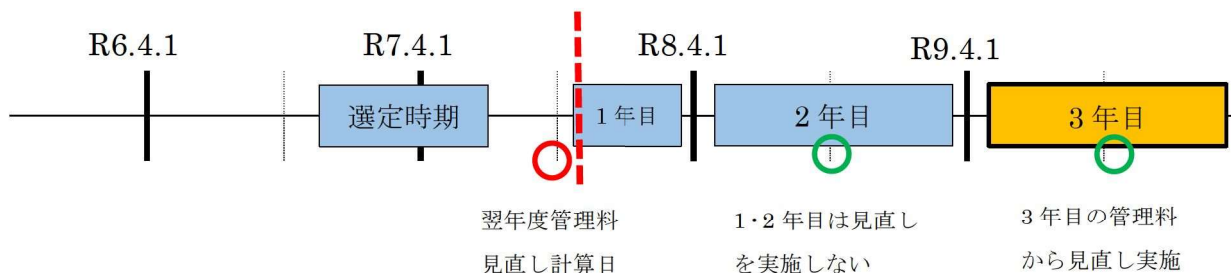 R6.4.1
R7.4.1
R8.4.1
R9.4.1
選定時期
1年目
2年目
3年目
翌年度管理料
見直し計算日
1・2年目は見直し
を実施しない
3年目の管理料
から見直し実施